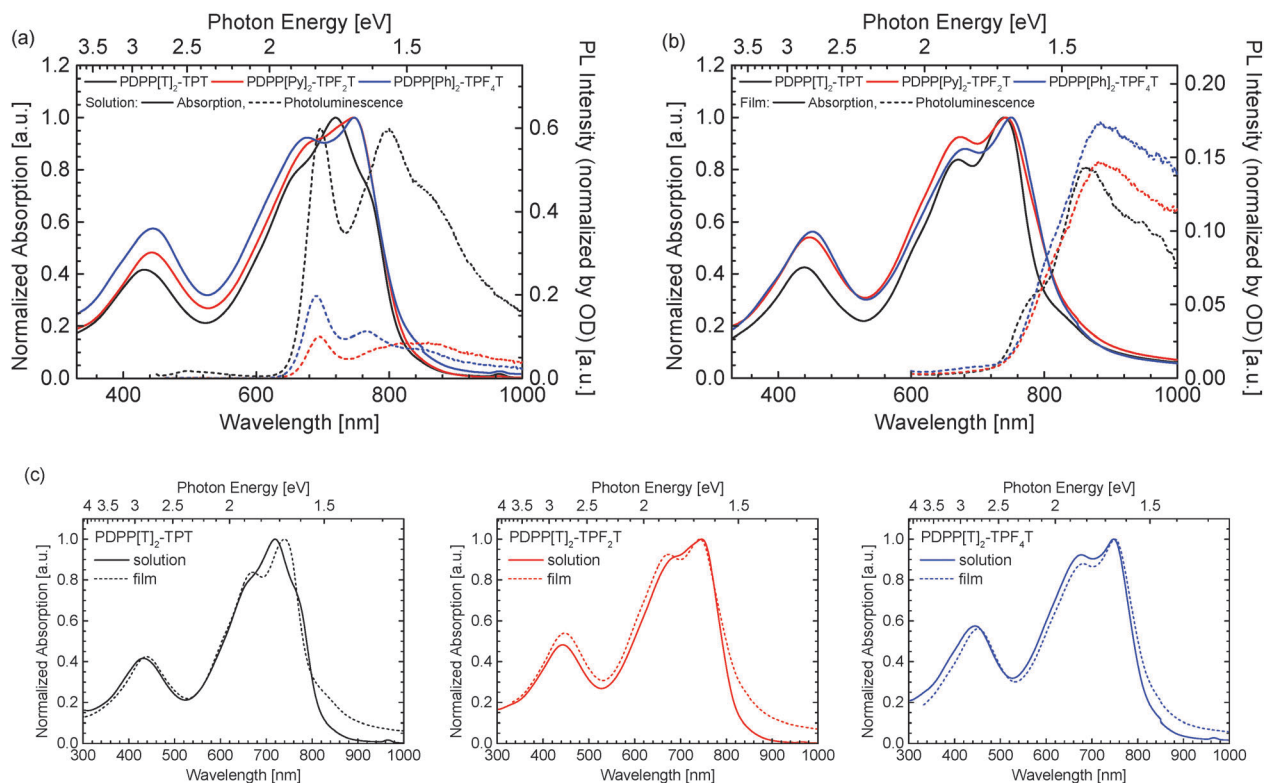 (a)
Photon Energy [eV]
3.5 3 2.5 2 1.5
PDPP[T]₂-TPT PDPP[Py]₂-TPF₂T PDPP[Ph]₂-TPF₄T
Solution: Absorption, Photoluminescence
Normalized Absorption [a.u.]
1.2
1.0
0.8
0.6
0.4
0.2
0.0
PL Intensity (normalized by OD) [a.u.]
0.6
0.4
0.2
0.0
400 600 800 1000
Wavelength [nm]
(b)
Photon Energy [eV]
3.5 3 2.5 2 1.5
PDPP[T]₂-TPT PDPP[Py]₂-TPF₂T PDPP[Ph]₂-TPF₄T
Film: Absorption, Photoluminescence
Normalized Absorption [a.u.]
1.2
1.0
0.8
0.6
0.4
0.2
0.0
PL Intensity (normalized by OD) [a.u.]
0.20
0.15
0.10
0.05
0.00
400 600 800 1000
Wavelength [nm]
(c)
Photon Energy [eV]
4 3.5 3 2.5 2 1.5
PDPP[T]₂-TPT
solution
film
Normalized Absorption [a.u.]
1.0
0.8
0.6
0.4
0.2
0.0
300 400 500 600 700 800 900 1000
Wavelength [nm]
Photon Energy [eV]
4 3.5 3 2.5 2 1.5
PDPP[T]₂-TPF₂T
solution
film
Normalized Absorption [a.u.]
1.0
0.8
0.6
0.4
0.2
0.0
300 400 500 600 700 800 900 1000
Wavelength [nm]
Photon Energy [eV]
4 3.5 3 2.5 2 1.5
PDPP[T]₂-TPF₄T
solution
film
Normalized Absorption [a.u.]
1.0
0.8
0.6
0.4
0.2
0.0
300 400 500 600 700 800 900 1000
Wavelength [nm]